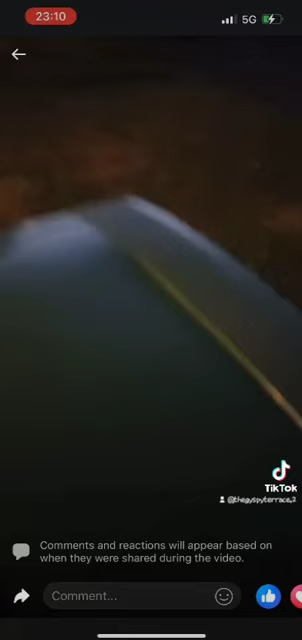 23:10
5G
TikTok
@thegyspyterrace_2
Comments and reactions will appear based on
when they were shared during the video.
Comment...